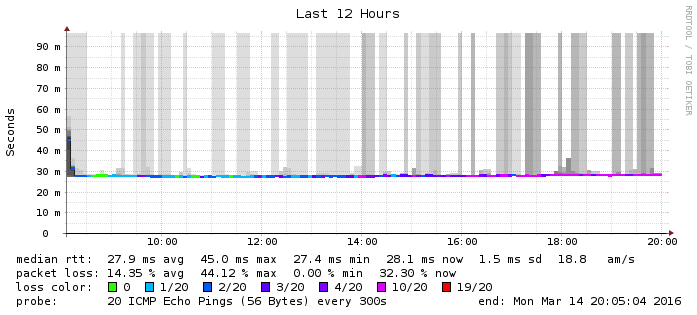 Last 12 Hours
RRDTOOL / TOBI OETIKER
Seconds
90 m
80 m
70 m
60 m
50 m
40 m
30 m
20 m
10 m
0
10:00 12:00 14:00 16:00 18:00 20:00
median rtt: 27.9 ms avg 45.0 ms max 27.4 ms min 28.1 ms now 1.5 ms sd 18.8 am/s
packet loss: 14.35 % avg 44.12 % max 0.00 % min 32.30 % now
loss color: 0 1/20 2/20 3/20 4/20 10/20 19/20
probe: 20 ICMP Echo Pings (56 Bytes) every 300s end: Mon Mar 14 20:05:04 2016